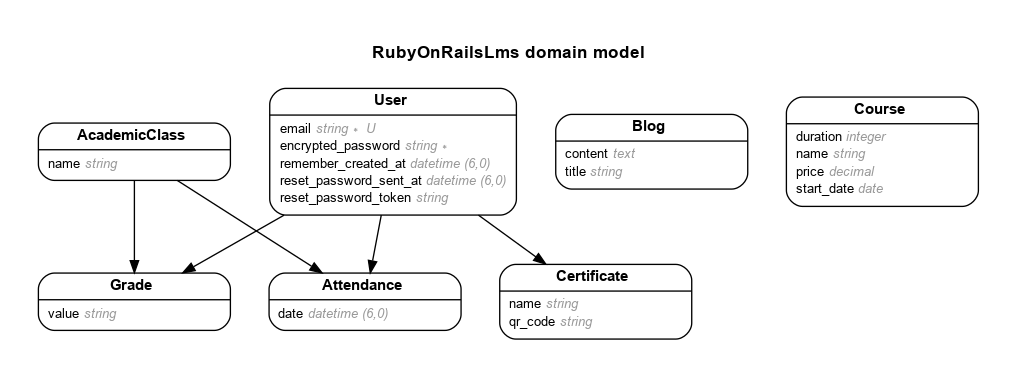 RubyOnRailsLms domain model
AcademicClass
name string
User
email string ∗ U
encrypted_password string ∗
remember_created_at datetime (6,0)
reset_password_sent_at datetime (6,0)
reset_password_token string
Blog
content text
title string
Course
duration integer
name string
price decimal
start_date date
Grade
value string
Attendance
date datetime (6,0)
Certificate
name string
qr_code string